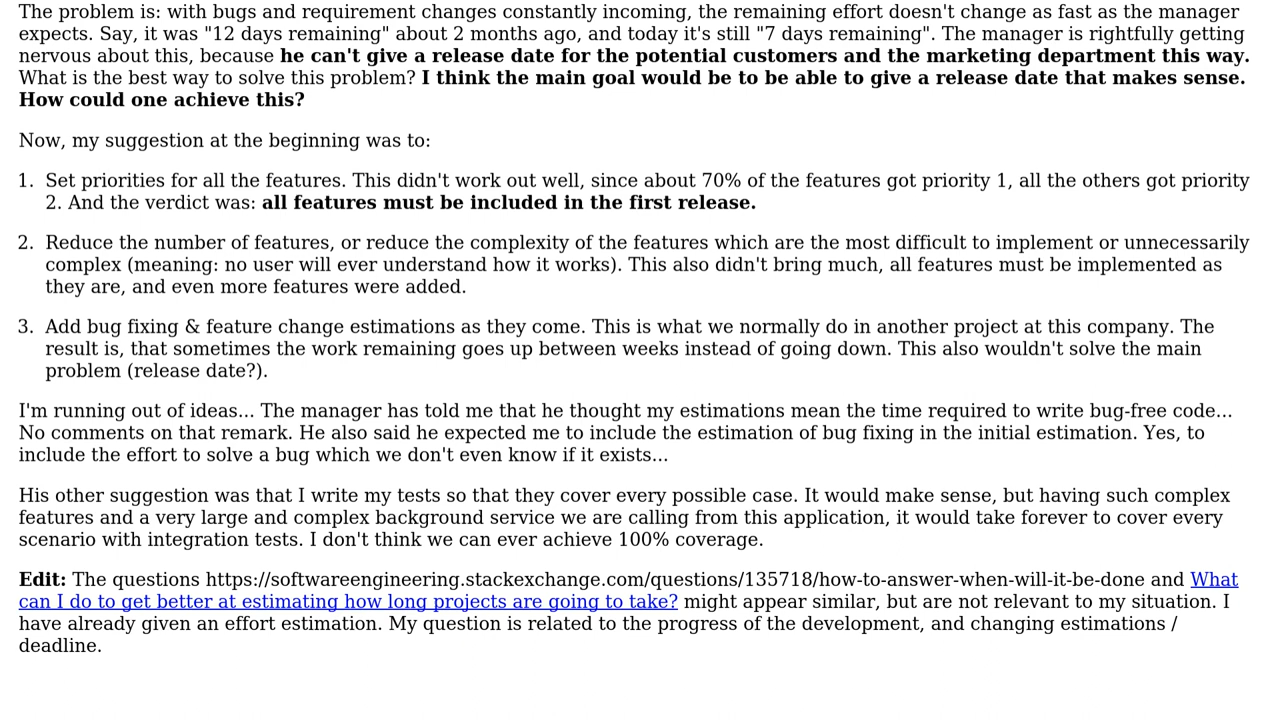 The problem is: with bugs and requirement changes constantly incoming, the remaining effort doesn't change as fast as the manager
expects. Say, it was "12 days remaining" about 2 months ago, and today it's still "7 days remaining". The manager is rightfully getting
nervous about this, because he can't give a release date for the potential customers and the marketing department this way.
What is the best way to solve this problem? I think the main goal would be to be able to give a release date that makes sense.
How could one achieve this?
Now, my suggestion at the beginning was to:
1. Set priorities for all the features. This didn't work out well, since about 70% of the features got priority 1, all the others got priority
2. And the verdict was: all features must be included in the first release.
2. Reduce the number of features, or reduce the complexity of the features which are the most difficult to implement or unnecessarily
complex (meaning: no user will ever understand how it works). This also didn't bring much, all features must be implemented as
they are, and even more features were added.
3. Add bug fixing & feature change estimations as they come. This is what we normally do in another project at this company. The
result is, that sometimes the work remaining goes up between weeks instead of going down. This also wouldn't solve the main
problem (release date?).
I'm running out of ideas... The manager has told me that he thought my estimations mean the time required to write bug-free code...
No comments on that remark. He also said he expected me to include the estimation of bug fixing in the initial estimation. Yes, to
include the effort to solve a bug which we don't even know if it exists...
His other suggestion was that I write my tests so that they cover every possible case. It would make sense, but having such complex
features and a very large and complex background service we are calling from this application, it would take forever to cover every
scenario with integration tests. I don't think we can ever achieve 100% coverage.
Edit: The questions https://softwareengineering.stackexchange.com/questions/135718/how-to-answer-when-will-it-be-done and What
can I do to get better at estimating how long projects are going to take? might appear similar, but are not relevant to my situation. I
have already given an effort estimation. My question is related to the progress of the development, and changing estimations /
deadline.